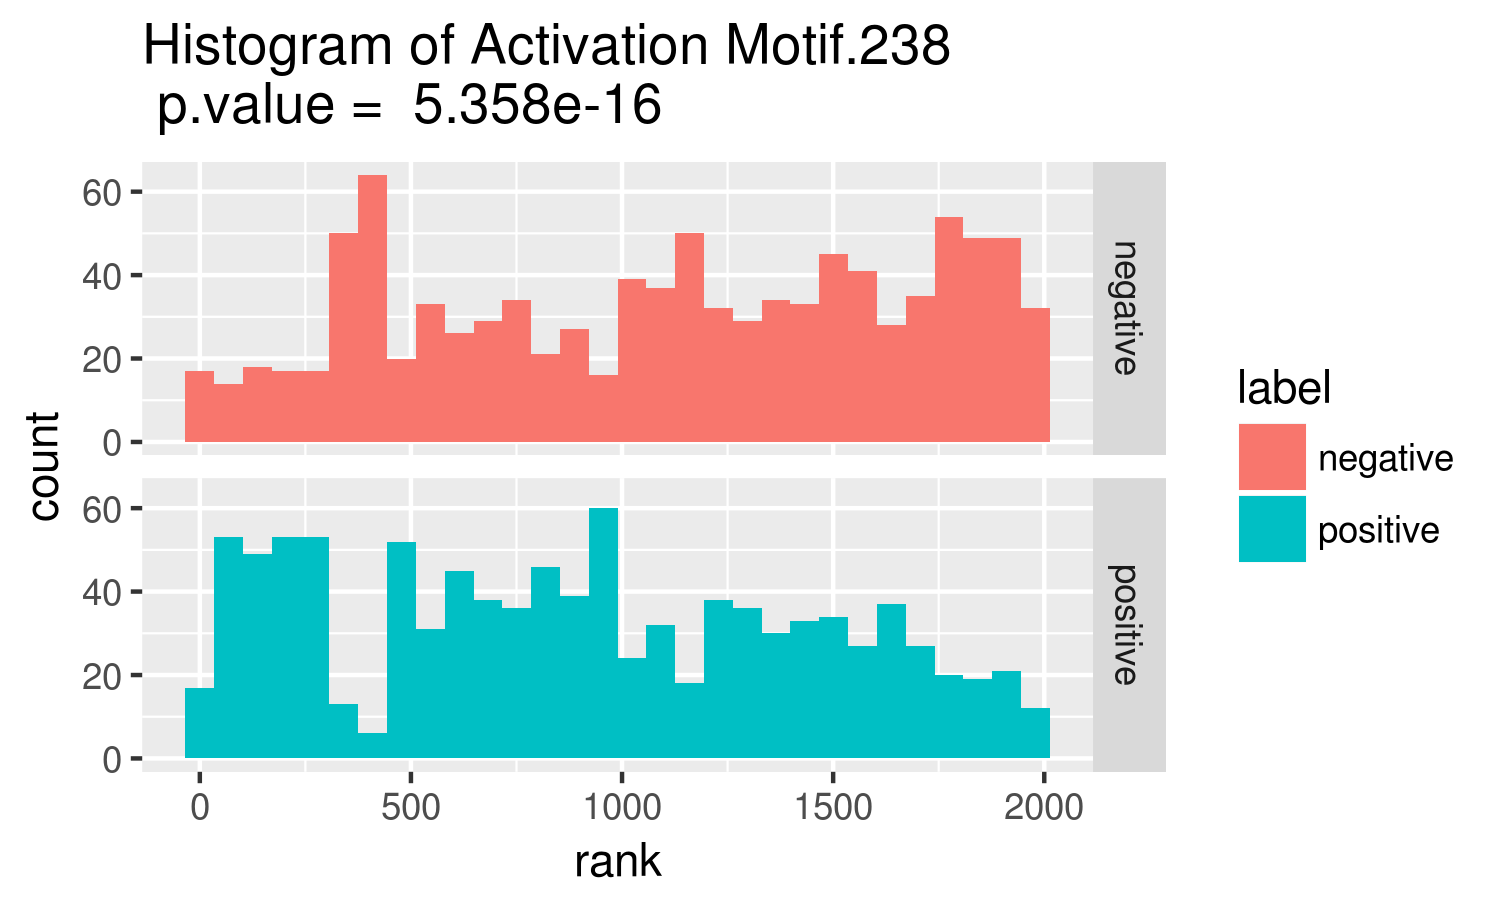 Histogram of Activation Motif.238
p.value =  5.358e-16
60
40
20
0
negative
60
40
20
0
positive
count
0 500 1000 1500 2000
rank
label
negative
positive